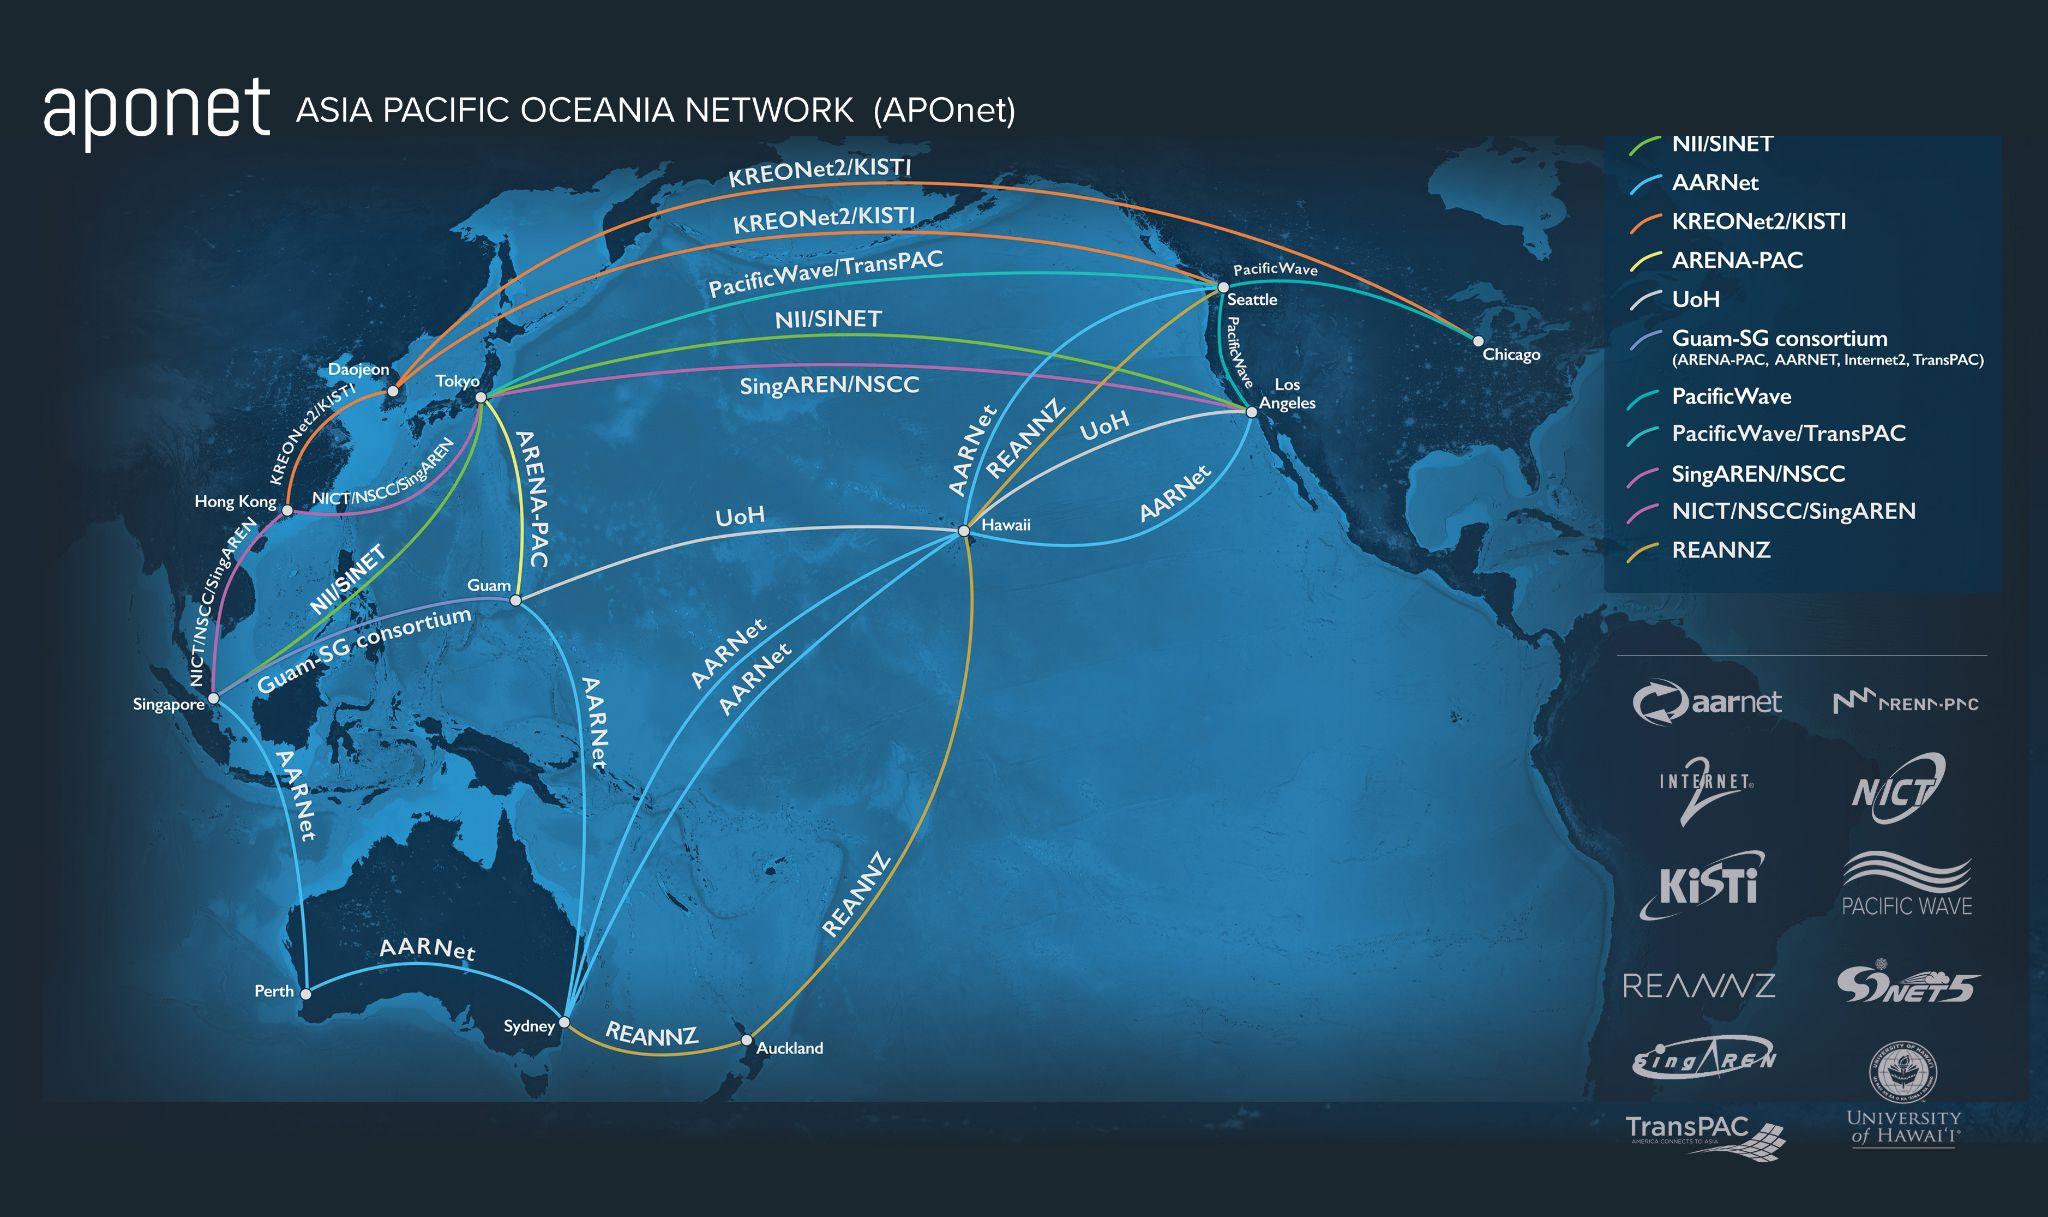 aponet ASIA PACIFIC OCEANIA NETWORK (APOnet)
NII/SINET
AARNet
KREONet2/KISTI
ARENA-PAC
UoH
Guam-SG consortium
(ARENA-PAC, AARNET, Internet2, TransPAC)
PacificWave
PacificWave/TransPAC
SingAREN/NSCC
NICT/NSCC/SingAREN
REANNZ
KREONet2/KISTI
KREONet2/KISTI
PacificWave/TransPAC
PacificWave
Seattle
NII/SINET
PacificWave
Chicago
Daojeon
Tokyo
SingAREN/NSCC
Los
Angeles
KREONet2/KISTI
AARNet
REANNZ
UoH
ARENA-PAC
NICT/NSCC/SingAREN
Hong Kong
AARNet
UoH
Hawaii
NICT/NSCC/SingAREN
NII/SINET
Guam
Guam-SG consortium
AARNet
AARNet
Singapore
AARNet
AARNet
REANNZ
AARNet
Perth
Sydney
REANNZ
Auckland
aarnet
ARENA-PAC
INTERNET
2
NICT
KiSTi
PACIFIC WAVE
REANNZ
SINET5
SingAREN
UNIVERSITY
of HAWAI‘I®
TransPAC
AMERICA CONNECTS TO ASIA